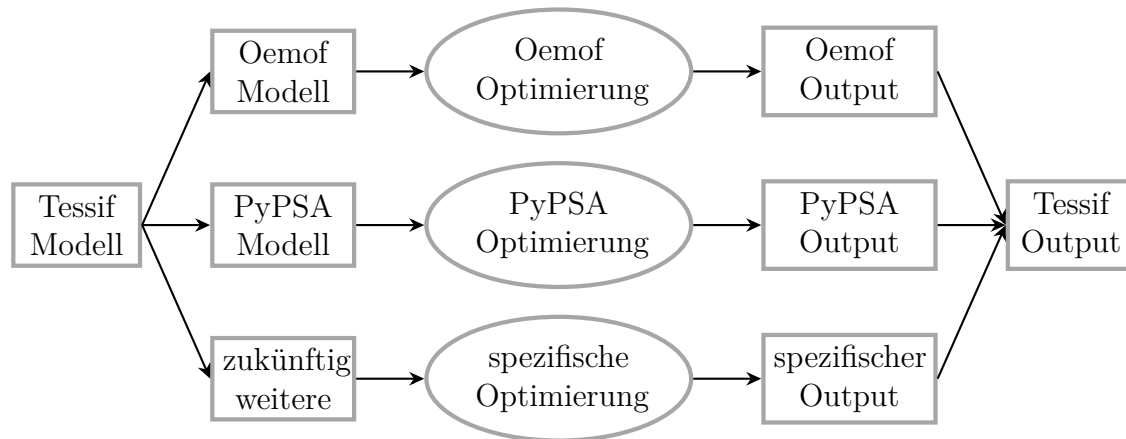 Oemof
Modell
Oemof
Optimierung
Oemof
Output
Tessif
Modell
PyPSA
Modell
PyPSA
Optimierung
PyPSA
Output
Tessif
Output
zukünftig
weitere
spezifische
Optimierung
spezifischer
Output